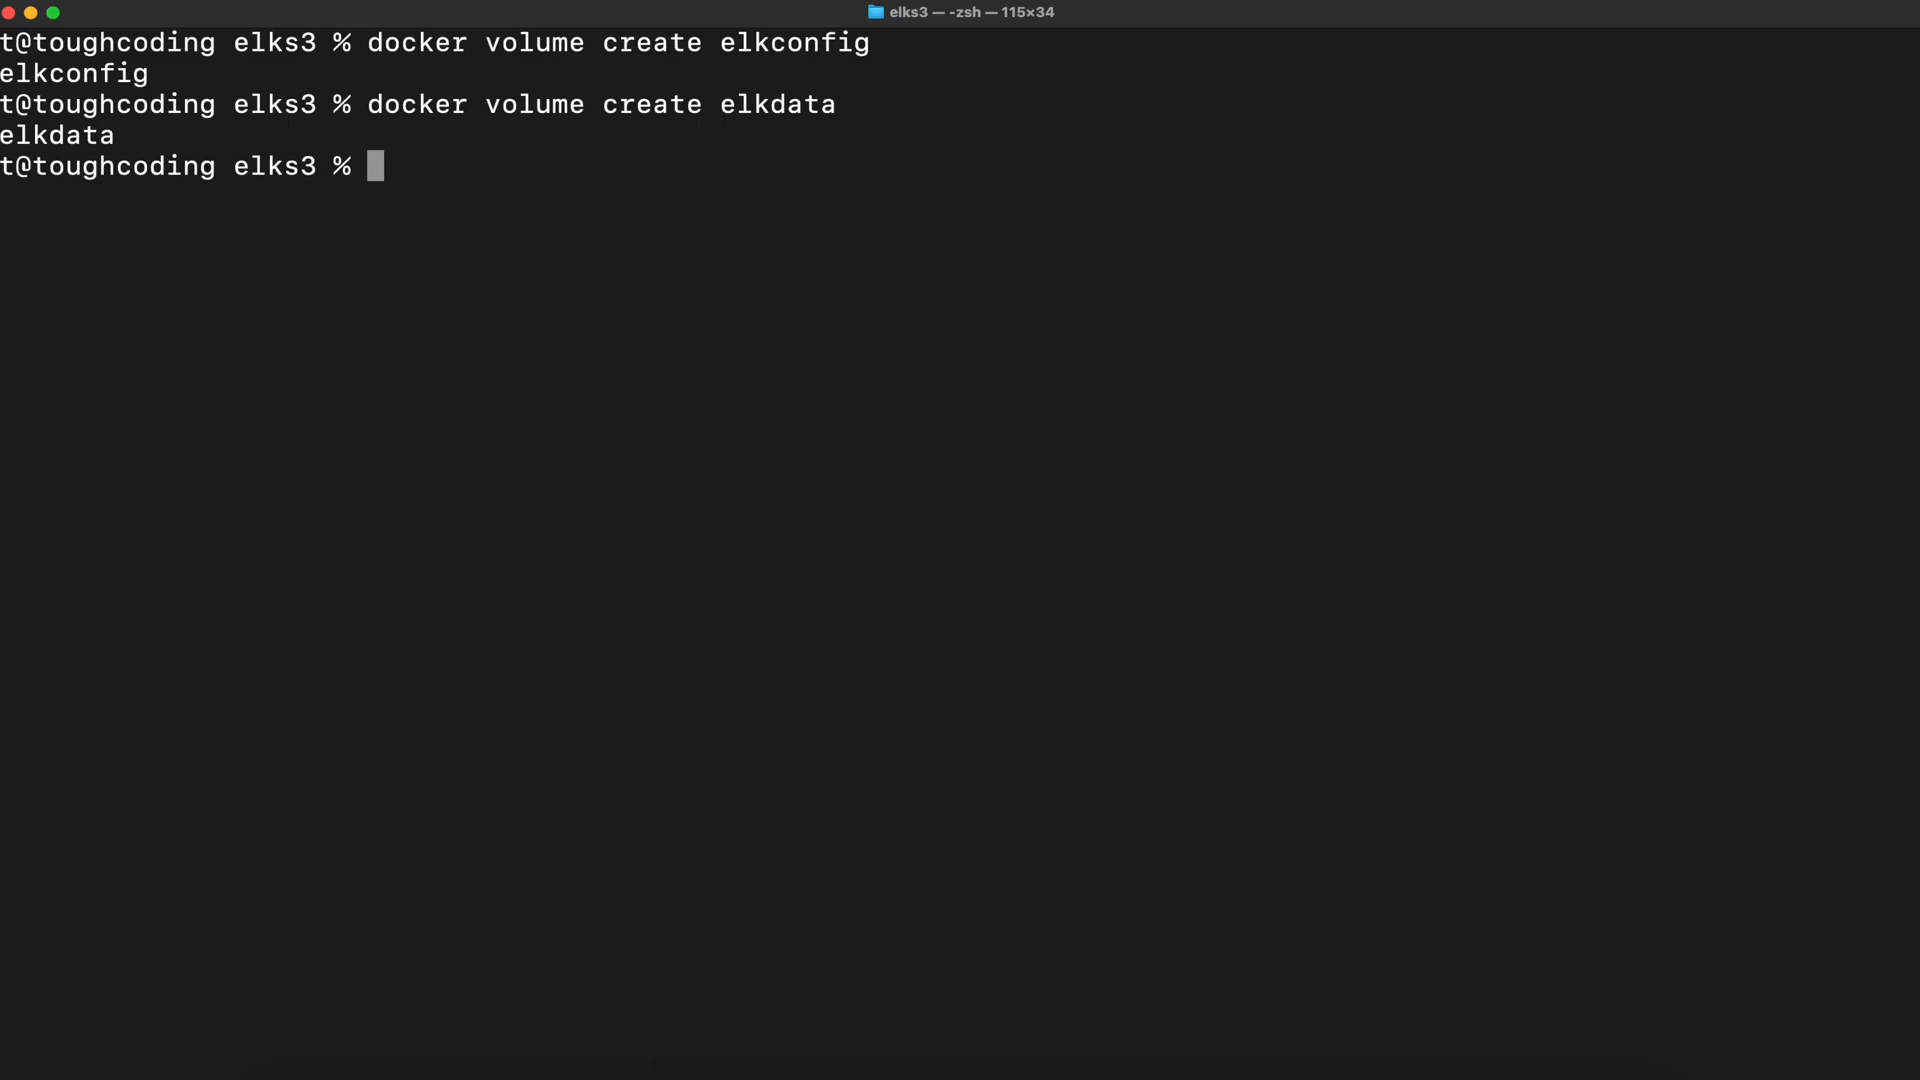 elks3 — -zsh — 115×34
t@toughcoding elks3 % docker volume create elkconfig
elkconfig
t@toughcoding elks3 % docker volume create elkdata
elkdata
t@toughcoding elks3 %